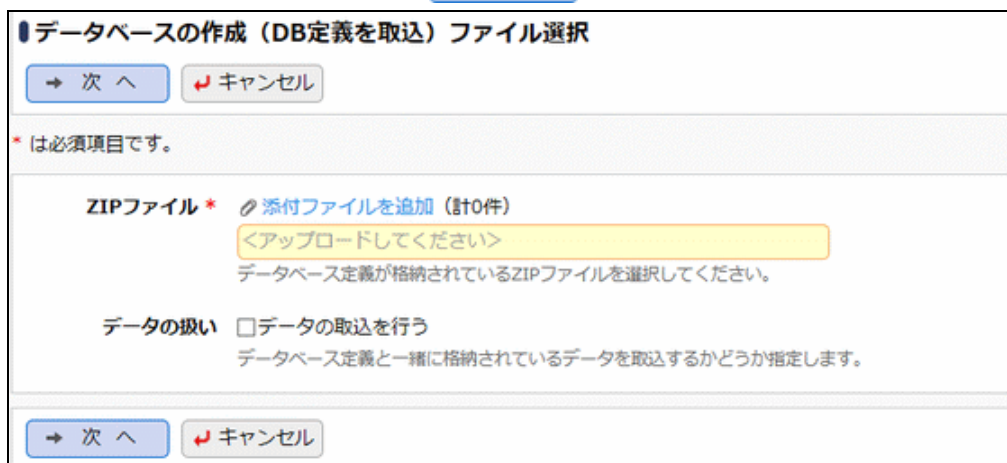 データベースの作成（DB定義を取込）ファイル選択
次 へ キャンセル
* は必須項目です。
ZIPファイル * 添付ファイルを追加（計0件）
<アップロードしてください>
データベース定義が格納されているZIPファイルを選択してください。
データの扱い データの取込を行う
データベース定義と一緒に格納されているデータを取込するかどうか指定します。
次 へ キャンセル